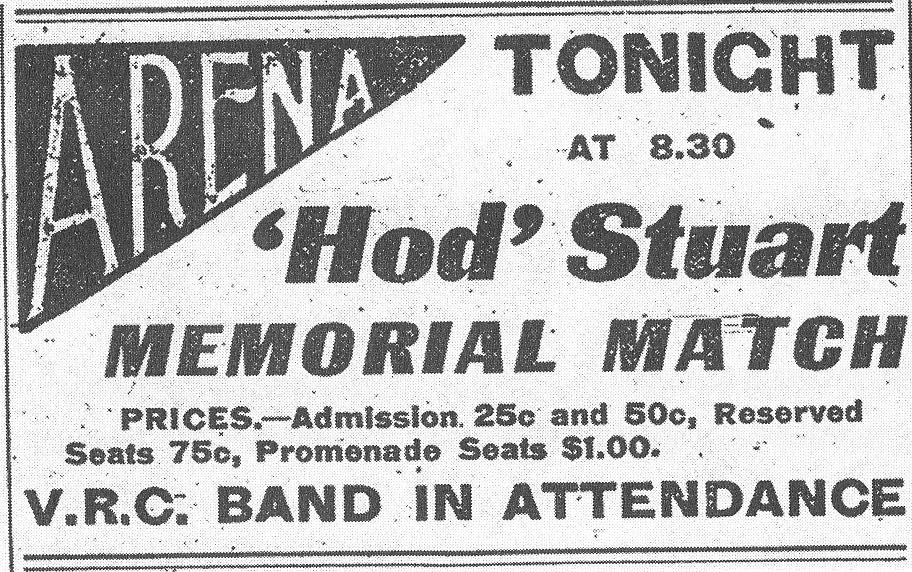 ARENA
TONIGHT
AT 8.30
'Hod' Stuart
MEMORIAL MATCH
PRICES.—Admission. 25c and 50c, Reserved
Seats 75c, Promenade Seats $1.00.
V.R.C. BAND IN ATTENDANCE